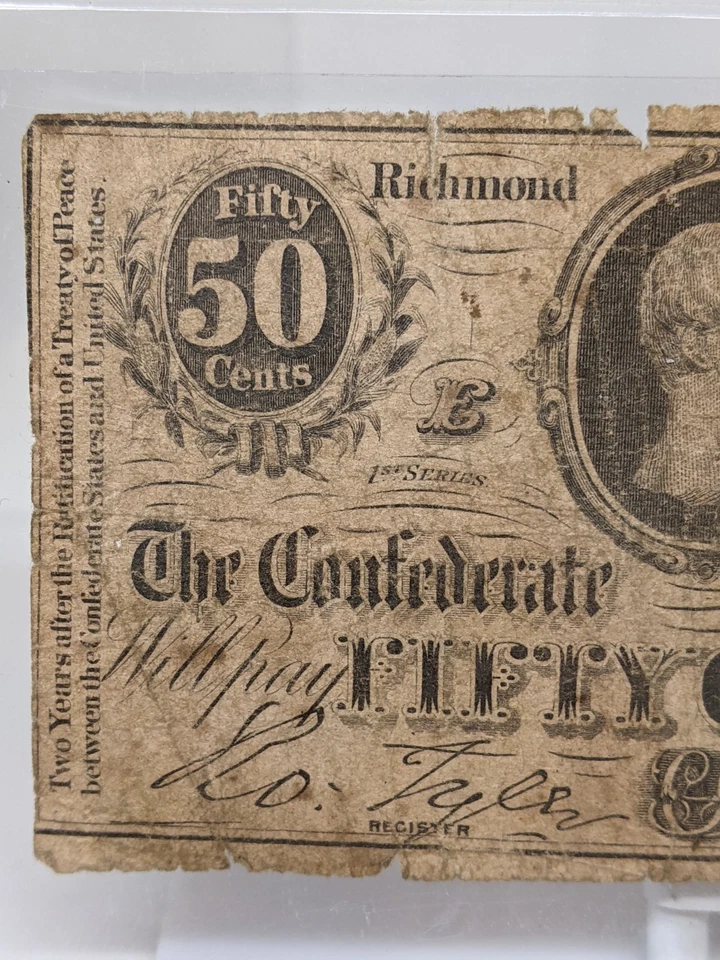 Two Years after the Ratification of a Treaty of Peace
between the Confederate States and United States.
Fifty
50
Cents
Richmond
E
1ST SERIES
The Confederate
Will pay FIFTY
Ro: Tyler
REGISTER